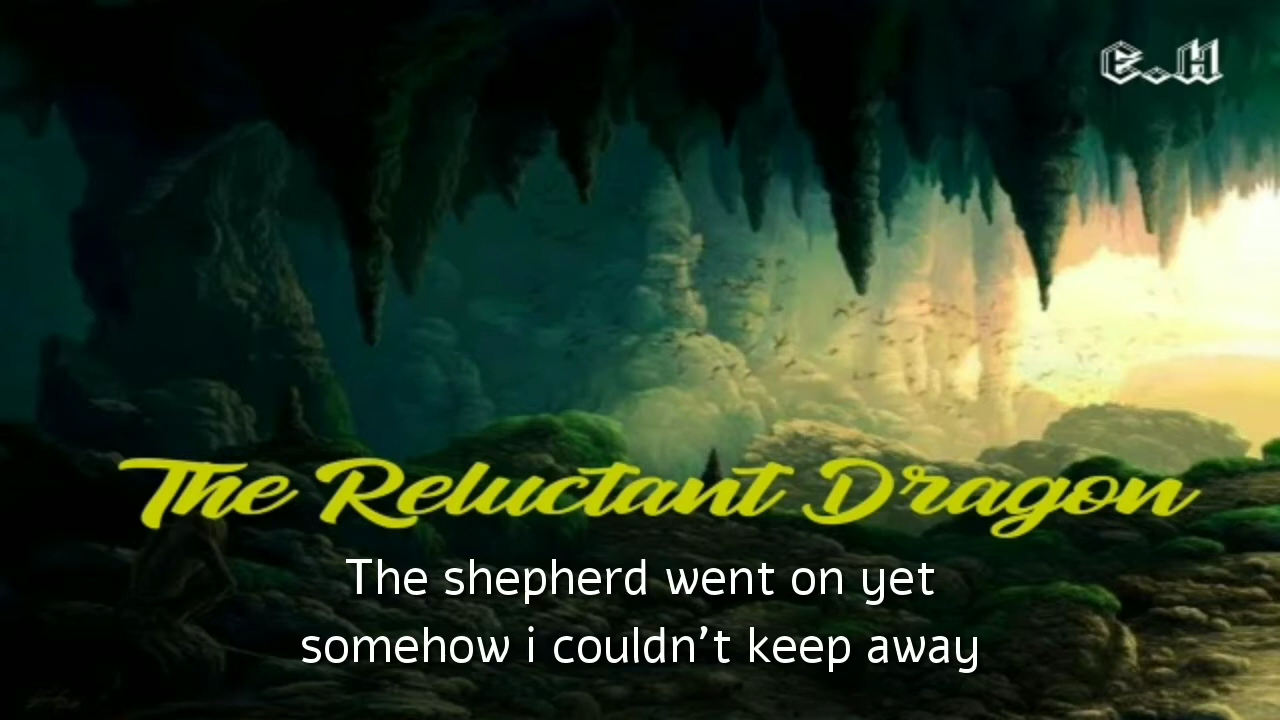 E.H
The Reluctant Dragon
The shepherd went on yet
somehow i couldn't keep away